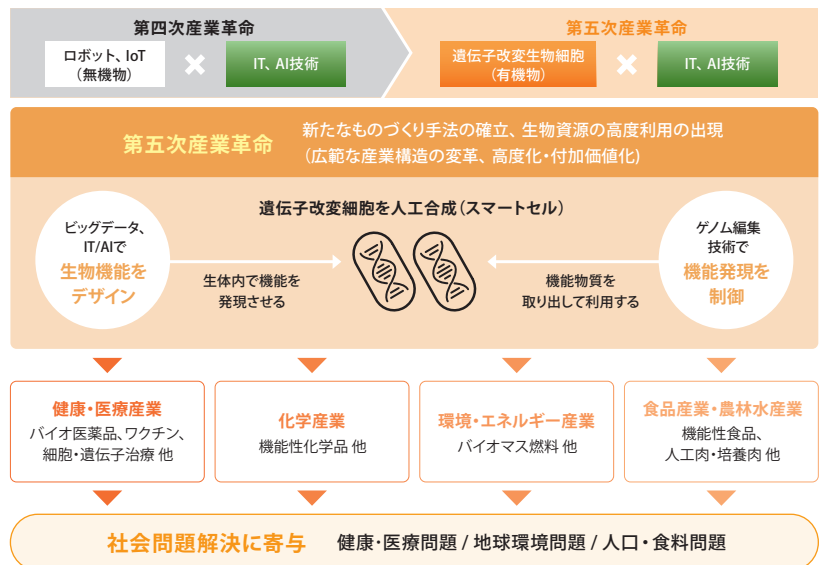 第四次産業革命
ロボット、IoT
（無機物）
×
IT、AI技術
第五次産業革命
遺伝子改変生物細胞
（有機物）
×
IT、AI技術
第五次産業革命
新たなものづくり手法の確立、生物資源の高度利用の出現
（広範な産業構造の変革、高度化・付加価値化)
遺伝子改変細胞を人工合成（スマートセル）
ビッグデータ、
IT/AIで
生物機能を
デザイン
生体内で機能を
発現させる
機能物質を
取り出して利用する
ゲノム編集
技術で
機能発現を
制御
健康・医療産業
バイオ医薬品、ワクチン、
細胞・遺伝子治療 他
化学産業
機能性化学品 他
環境・エネルギー産業
バイオマス燃料 他
食品産業・農林水産業
機能性食品、
人工肉・培養肉 他
社会問題解決に寄与
健康・医療問題 / 地球環境問題 / 人口・食料問題